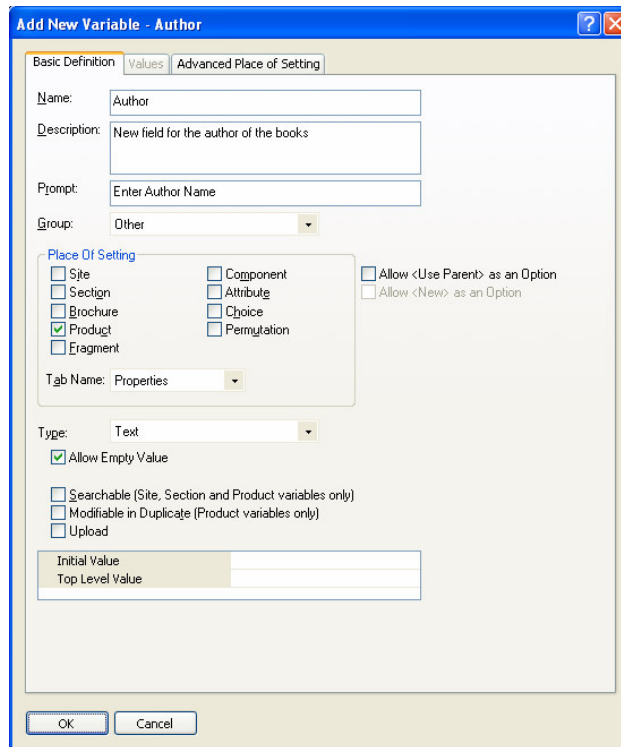 Add New Variable - Author
Basic Definition Values Advanced Place of Setting
Name: Author
Description: New field for the author of the books
Prompt: Enter Author Name
Group: Other
Place Of Setting
Site Component Allow <Use Parent> as an Option
Section Attribute Allow <New> as an Option
Brochure Choice
Product Permutation
Fragment
Tab Name: Properties
Type: Text
Allow Empty Value
Searchable (Site, Section and Product variables only)
Modifiable in Duplicate (Product variables only)
Upload
Initial Value
Top Level Value
OK Cancel